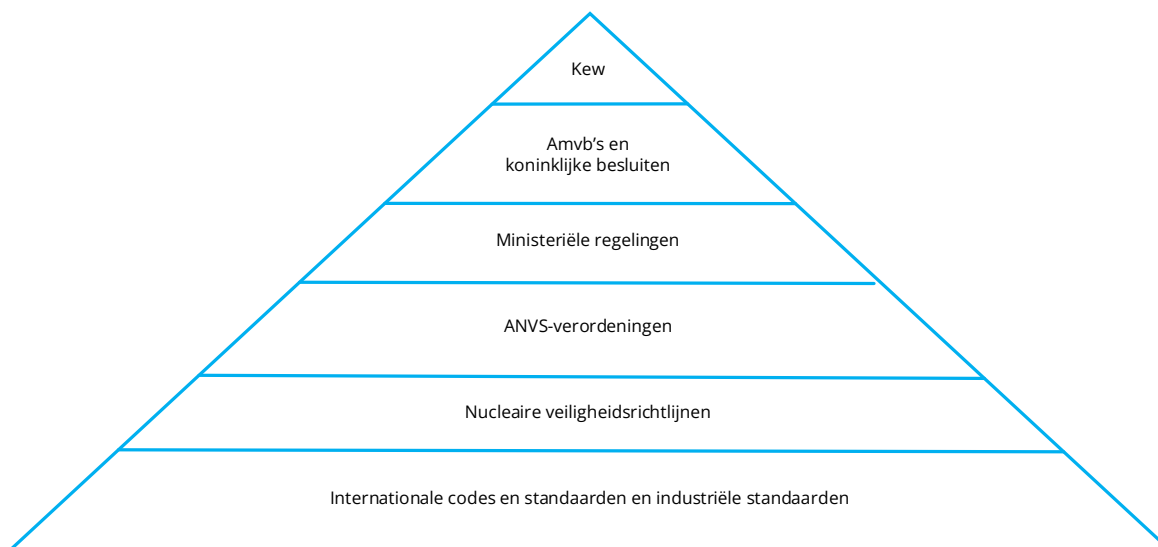 Kew
Amvb’s en
koninklijke besluiten
Ministeriële regelingen
ANVS-verordeningen
Nucleaire veiligheidsrichtlijnen
Internationale codes en standaarden en industriële standaarden